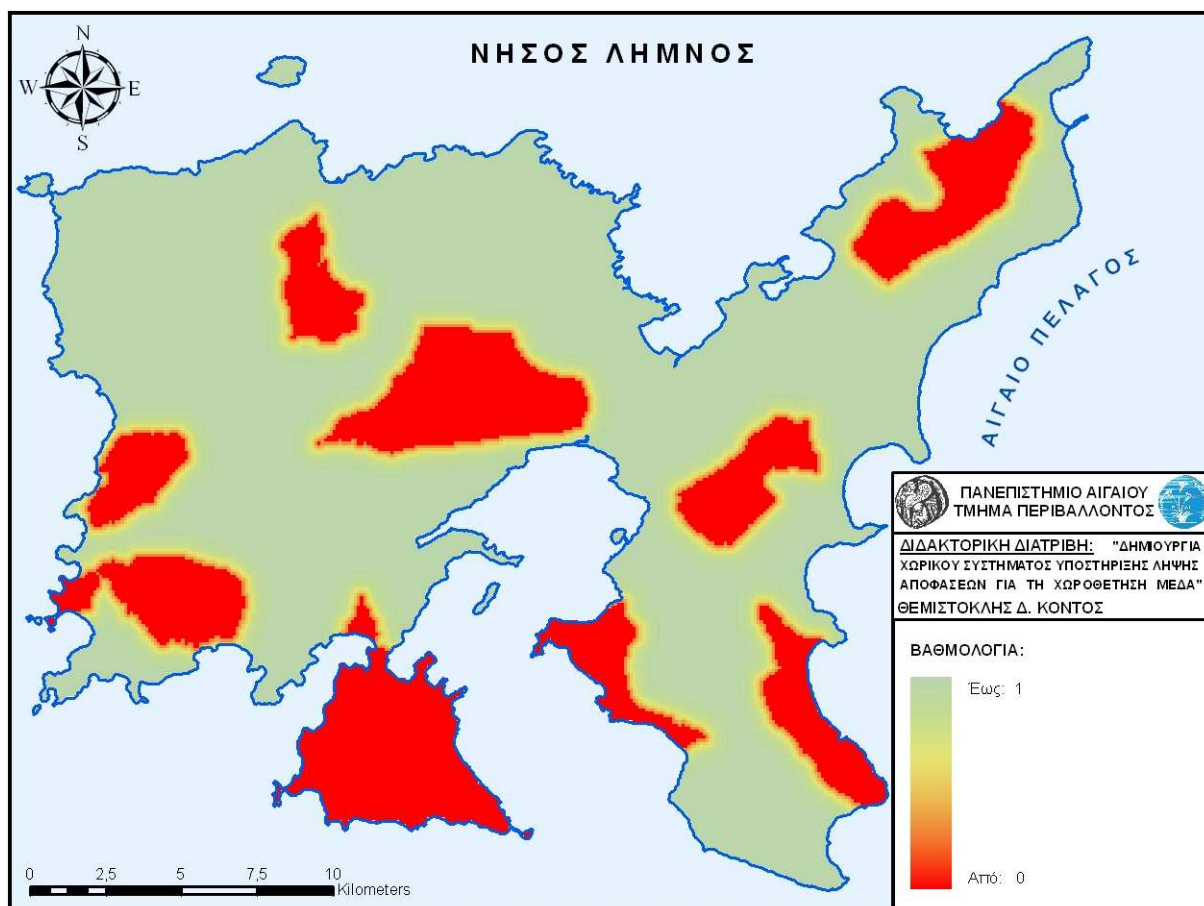 ΝΗΣΟΣ ΛΗΜΝΟΣ
N
W E
S
ΑΙΓΑΙΟ ΠΕΛΑΓΟΣ
ΠΑΝΕΠΙΣΤΗΜΙΟ ΑΙΓΑΙΟΥ
ΤΜΗΜΑ ΠΕΡΙΒΑΛΛΟΝΤΟΣ
ΔΙΔΑΚΤΟΡΙΚΗ ΔΙΑΤΡΙΒΗ: "ΔΗΜΙΟΥΡΓΙΑ
ΧΩΡΙΚΟΥ ΣΥΣΤΗΜΑΤΟΣ ΥΠΟΣΤΗΡΙΞΗΣ ΛΗΨΗΣ
ΑΠΟΦΑΣΕΩΝ ΓΙΑ ΤΗ ΧΩΡΟΘΕΤΗΣΗ ΜΕΔΑ"
ΘΕΜΙΣΤΟΚΛΗΣ Δ. ΚΟΝΤΟΣ
ΒΑΘΜΟΛΟΓΙΑ:
Έως: 1
Από: 0
0 2,5 5 7,5 10
Kilometers